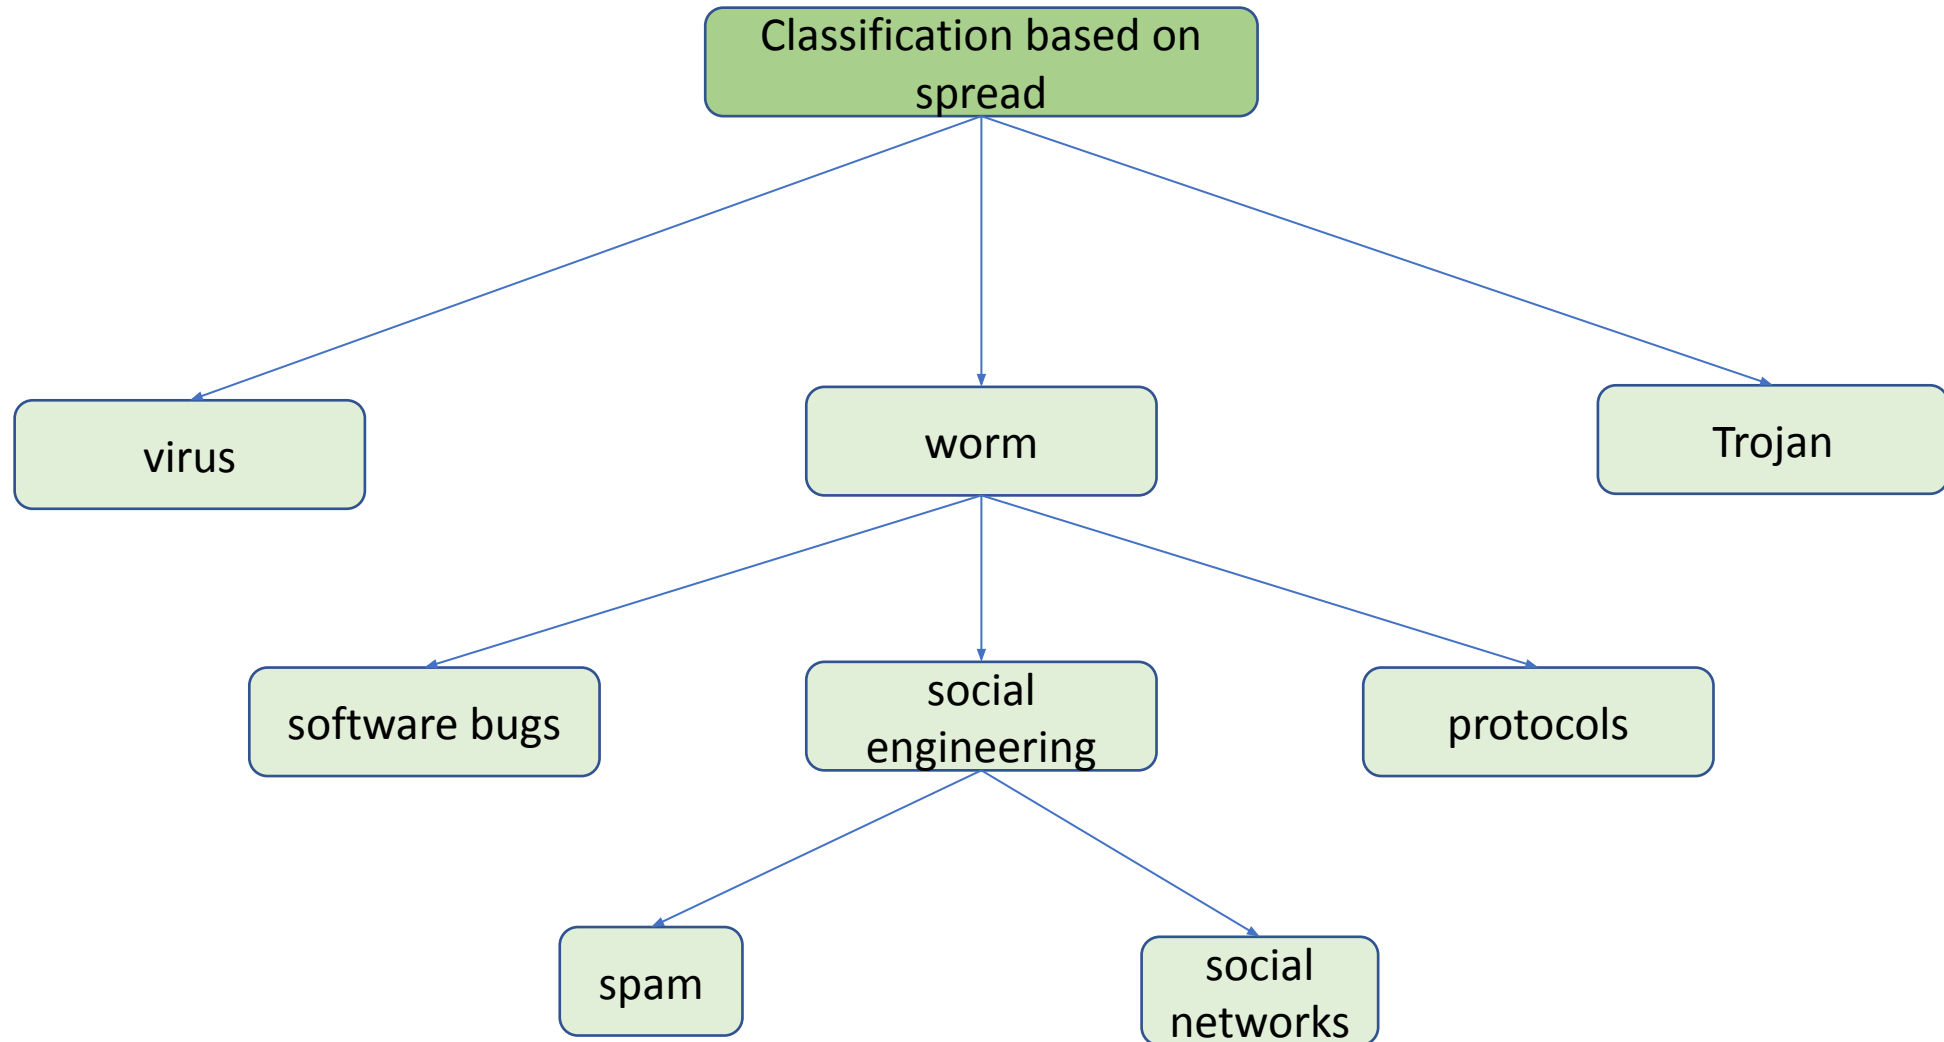 Classification based on
spread
virus
worm
Trojan
software bugs
social
engineering
protocols
spam
social
networks